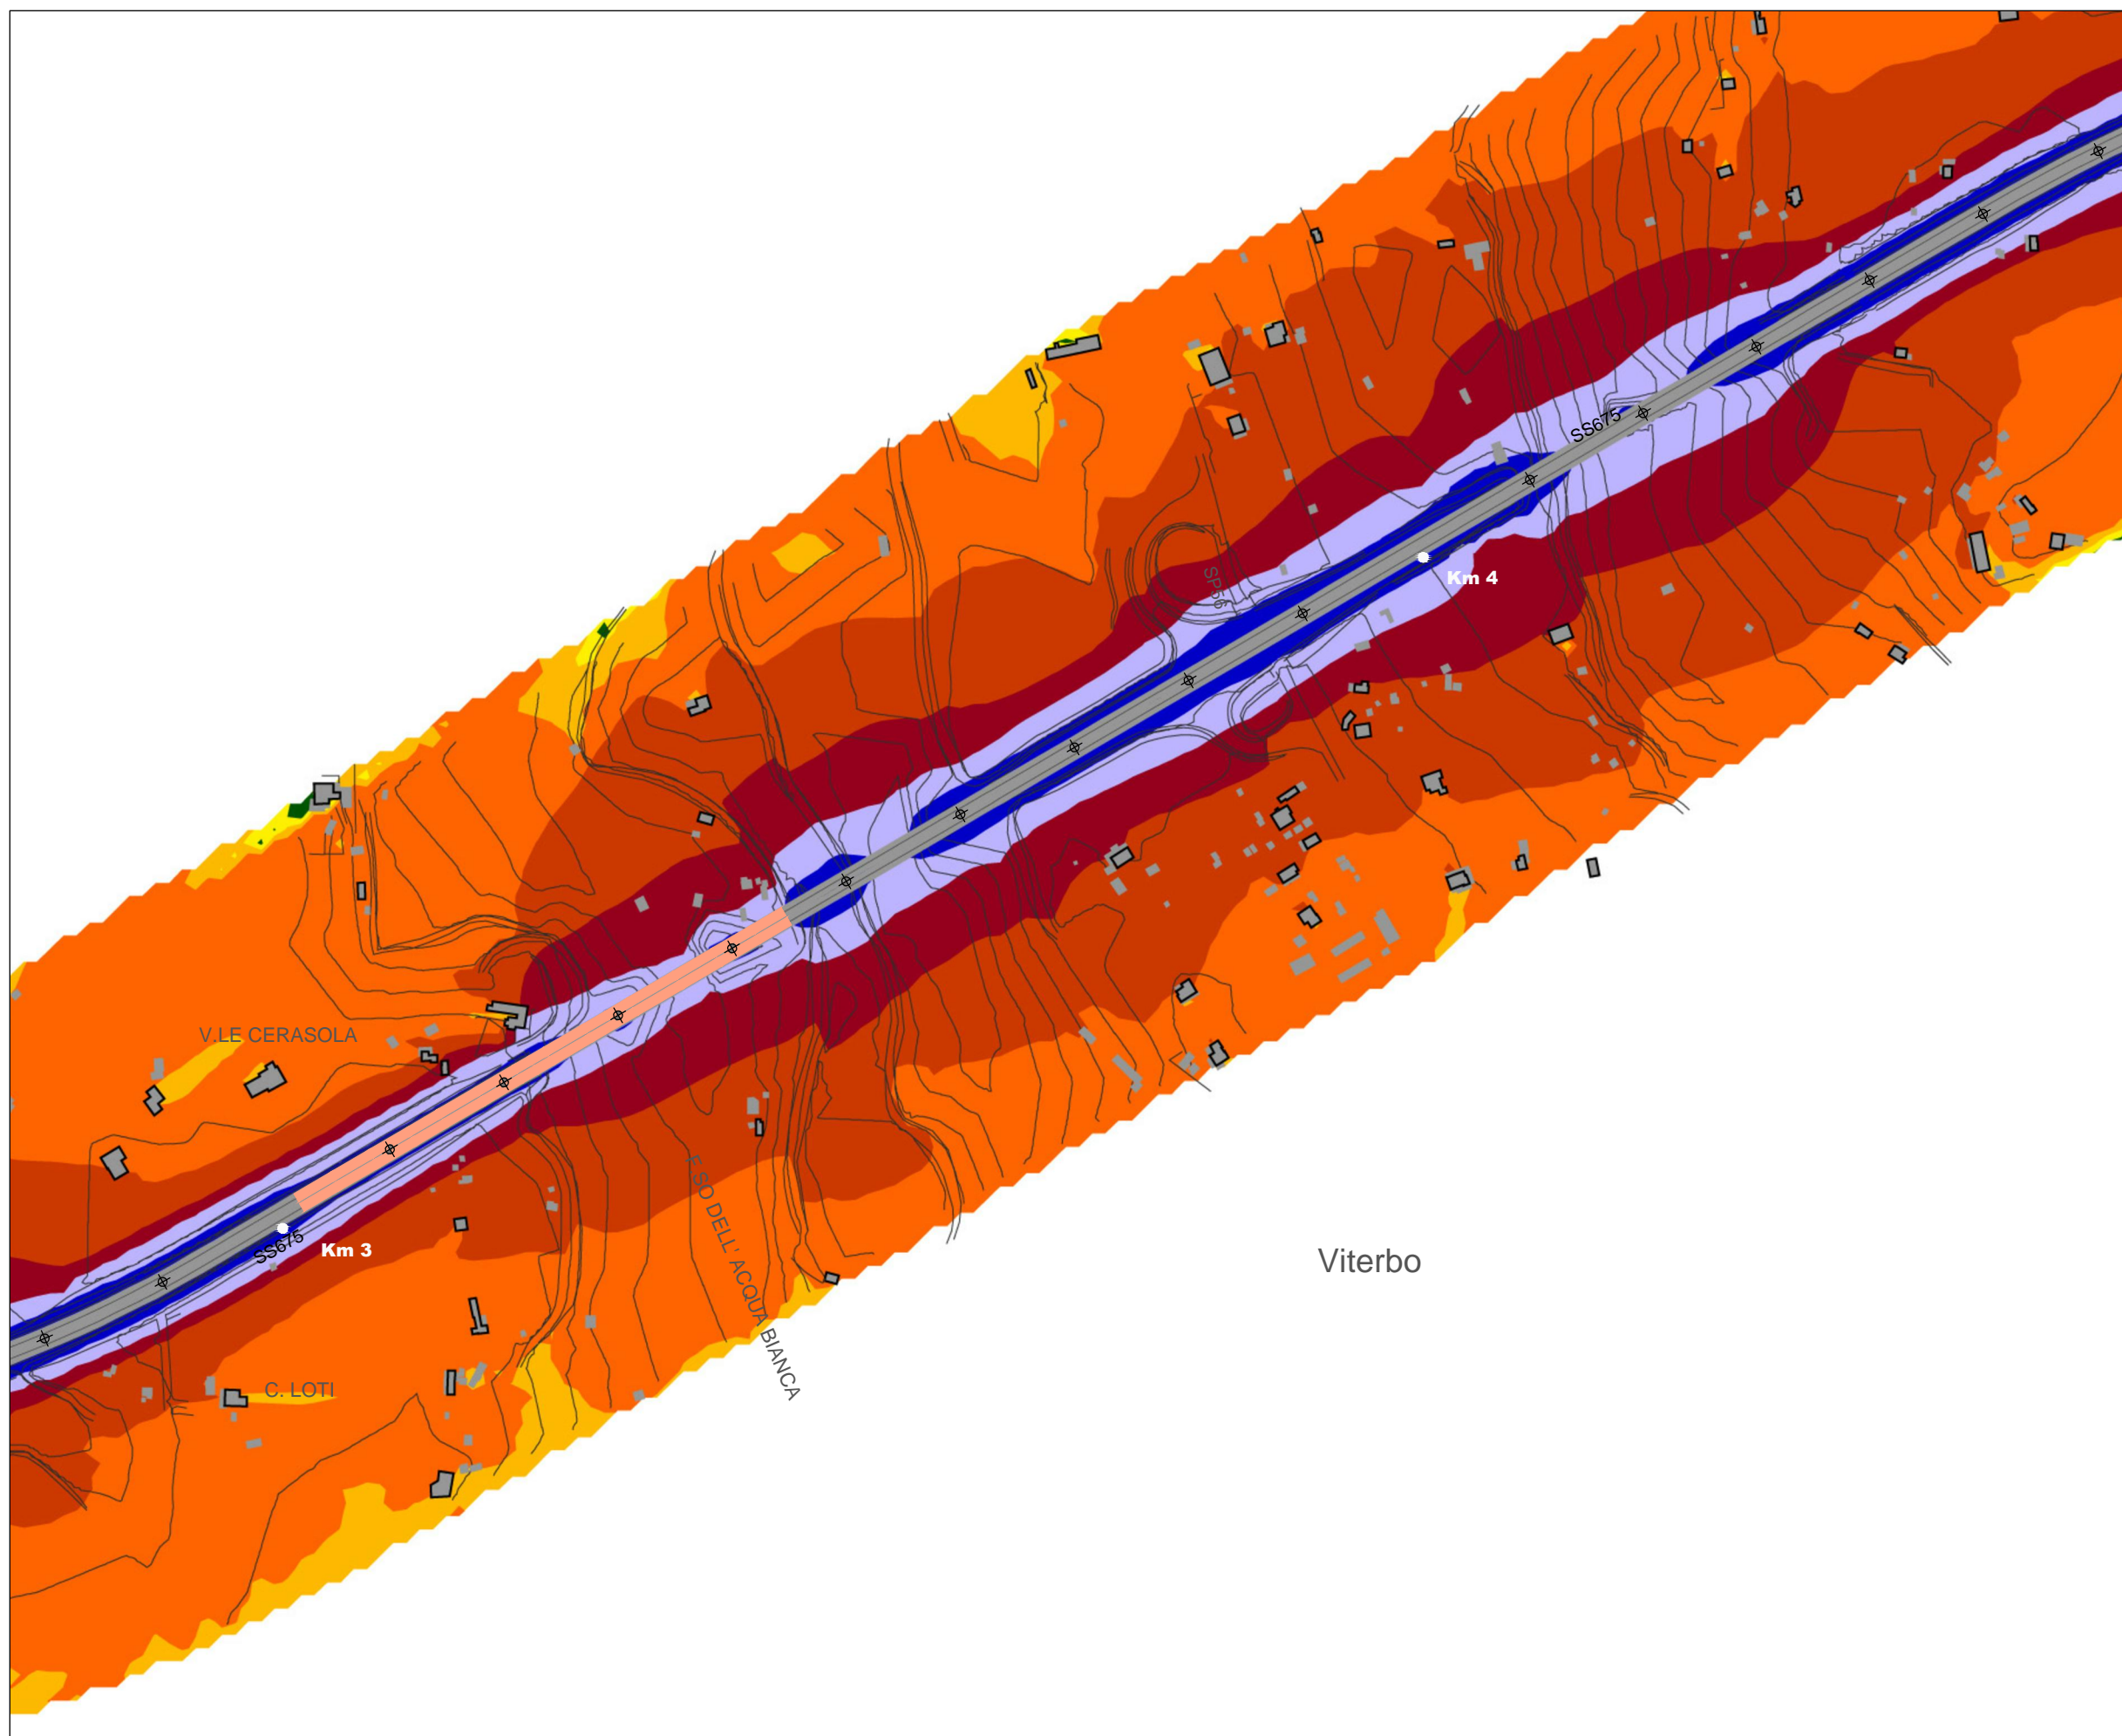 SS675
SP56
Km 4
V.LE CERASOLA
F.SO DELL' ACQUA BIANCA
SS675
Km 3
Viterbo
C. LOTI